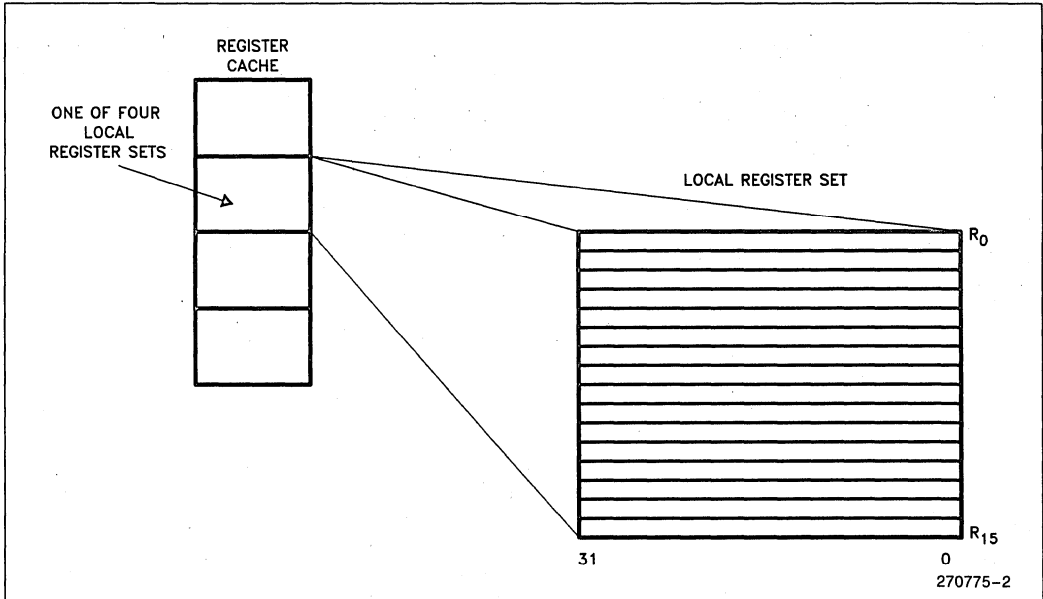 REGISTER
CACHE
ONE OF FOUR
LOCAL
REGISTER SETS
LOCAL REGISTER SET
R0
R15
31 0
270775-2